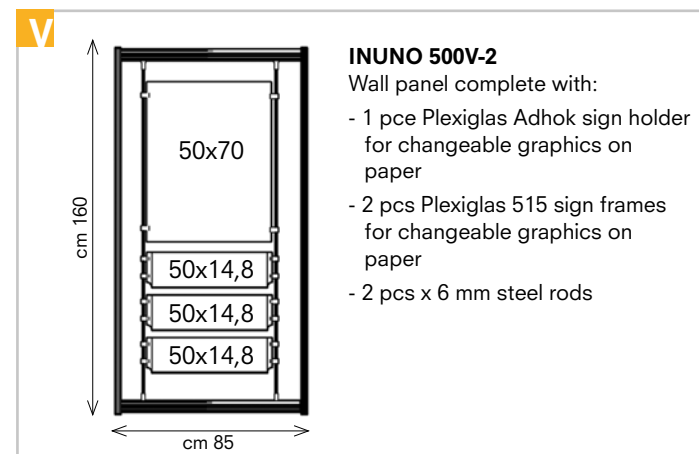 V
INUNO 500V-2
Wall panel complete with:
- 1 pce Plexiglas Adhok sign holder
for changeable graphics on
paper
- 2 pcs Plexiglas 515 sign frames
for changeable graphics on
paper
- 2 pcs x 6 mm steel rods
cm 160
50x70
50x14,8
50x14,8
50x14,8
cm 85